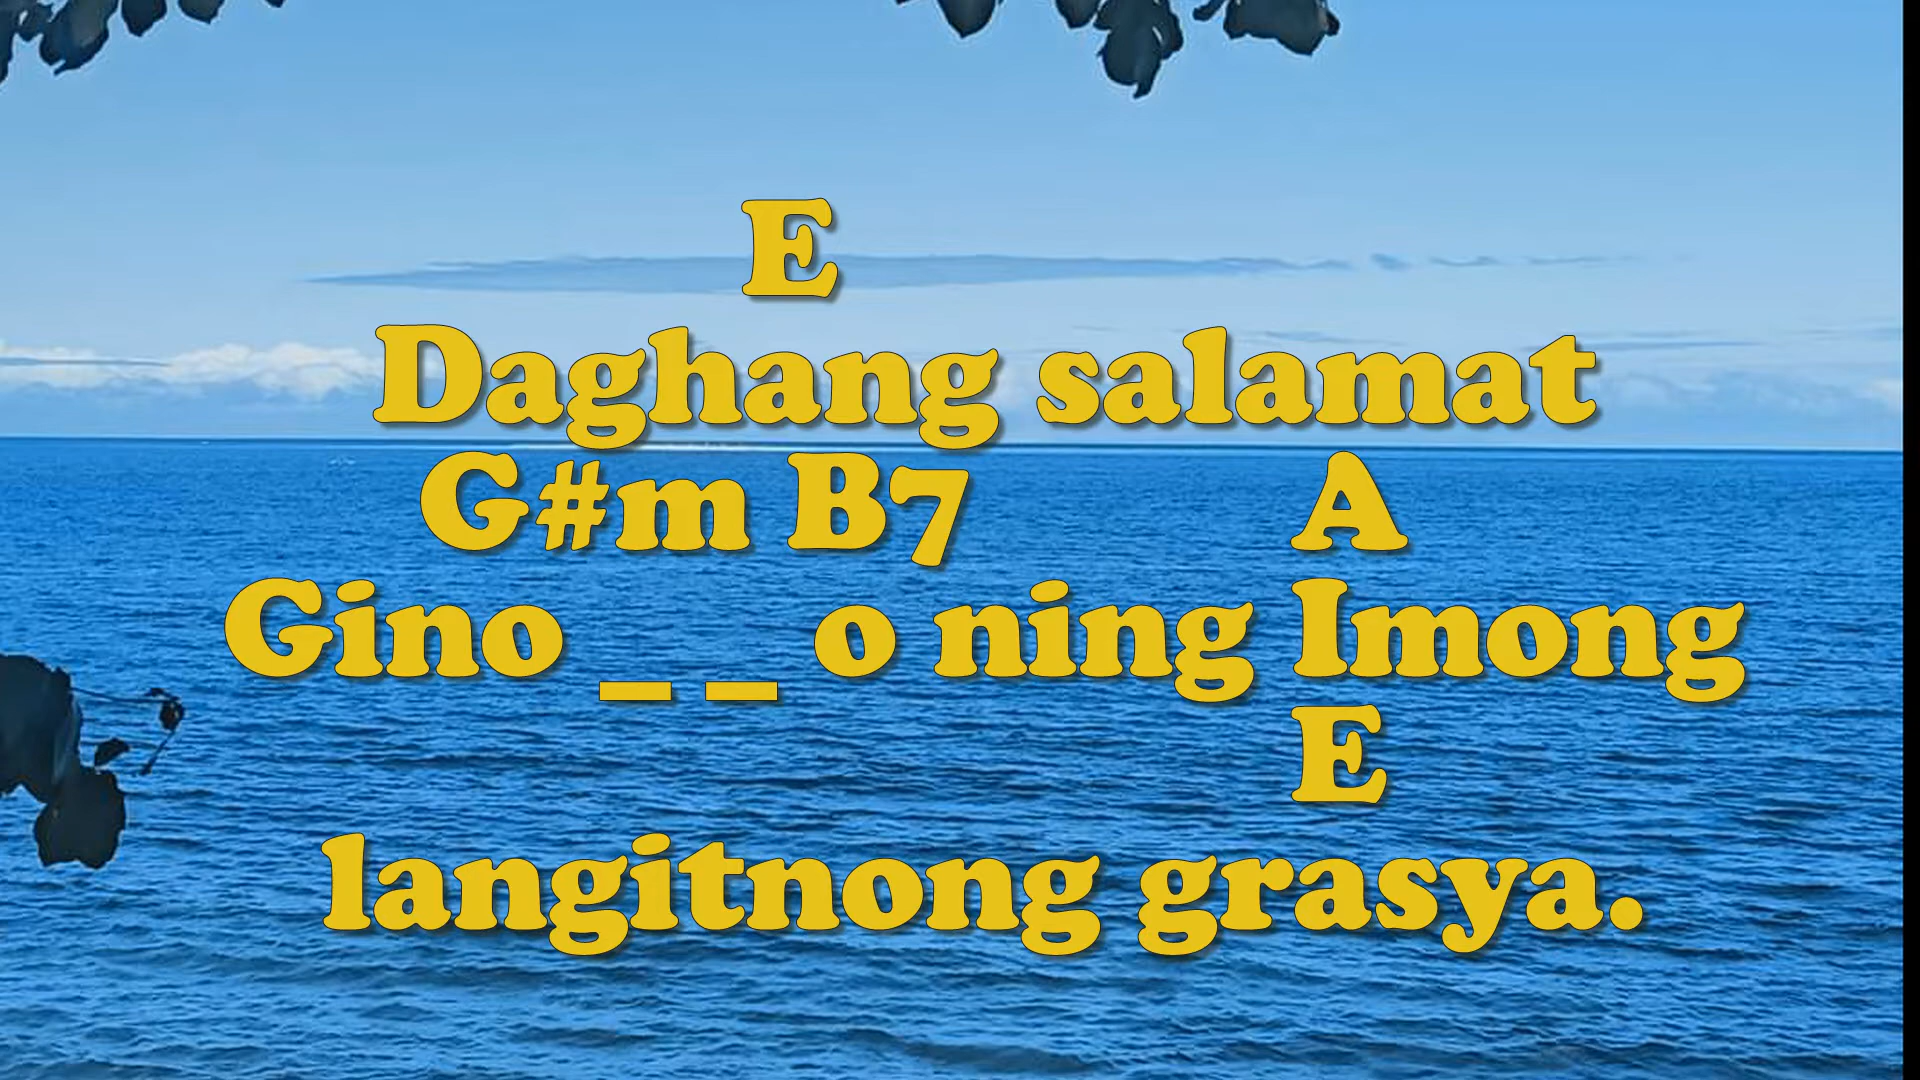 E
Daghang salamat
G#m B7 A
Gino _ _ o ning Imong
E
langitnong grasya.